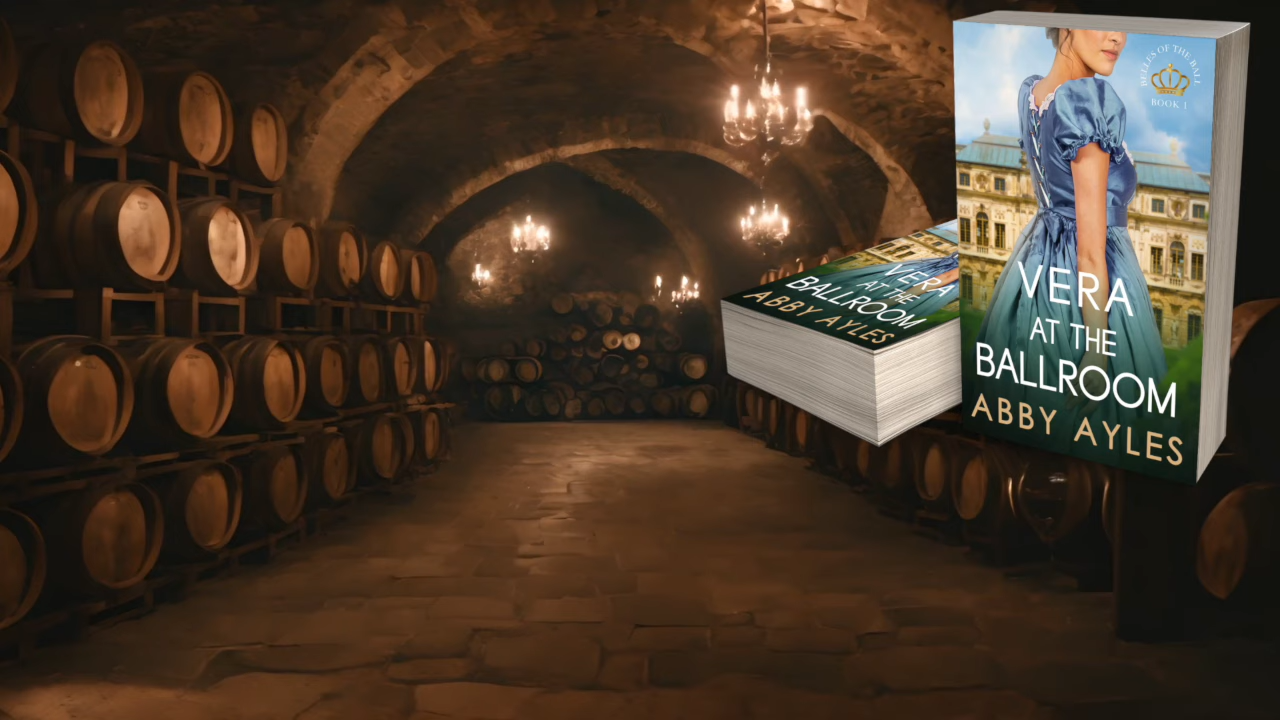 BELLES OF THE BALL
BOOK 1
VERA
AT THE
BALLROOM
ABBY AYLES
VERA
AT THE
BALLROOM
ABBY AYLES